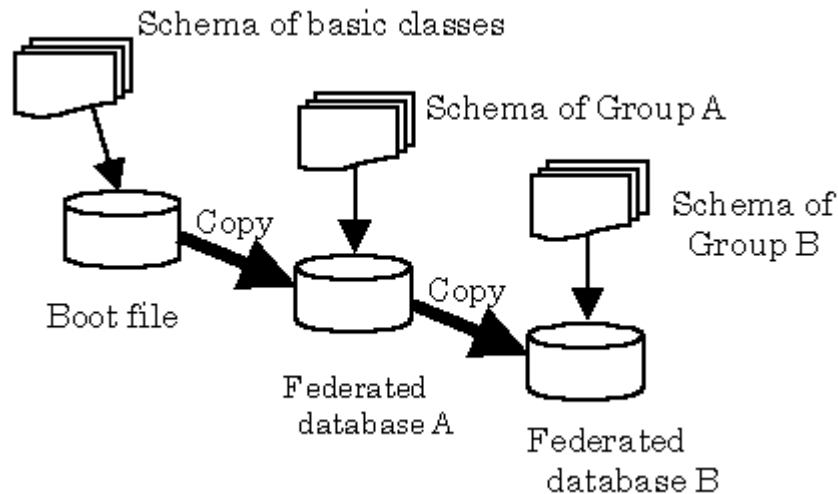 Schema of basic classes
Schema of Group A
Schema of
Group B
Copy
Boot file
Copy
Federated
database A
Federated
database B